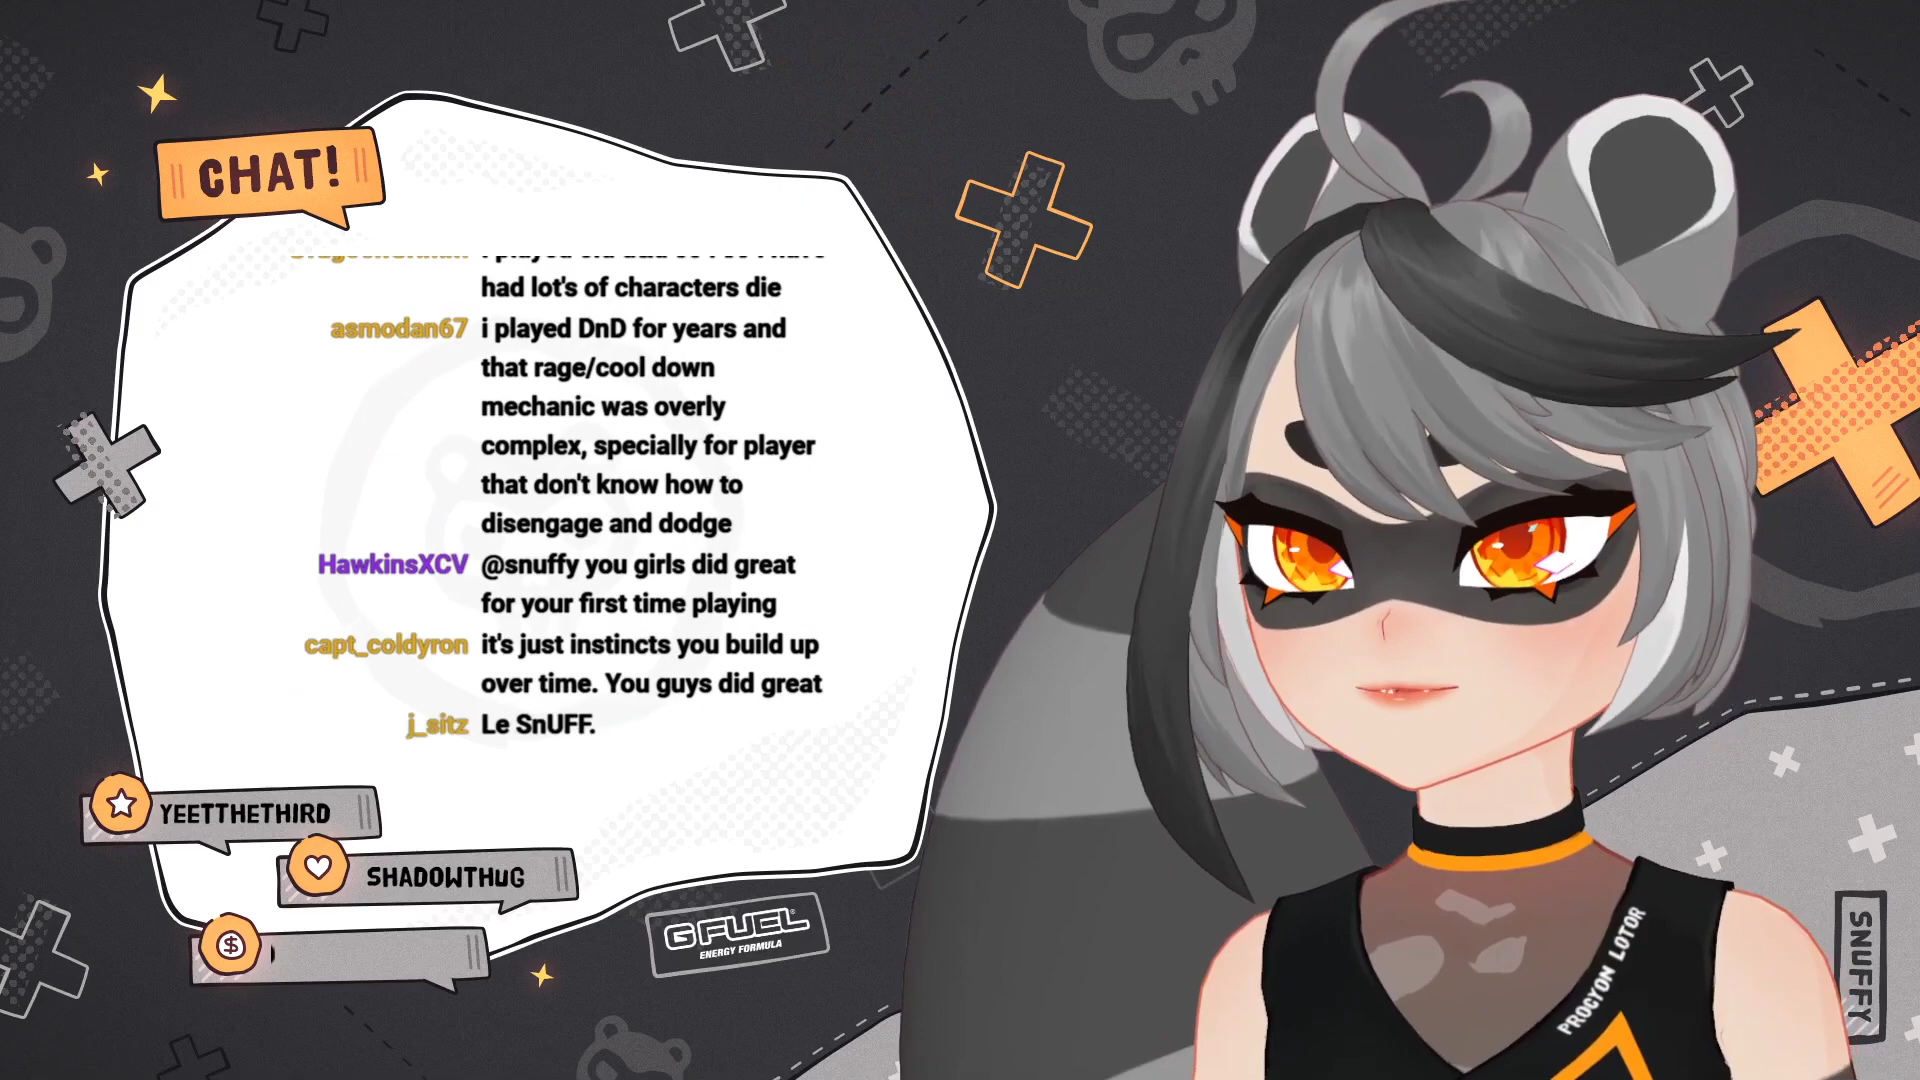 CHAT!
had lot's of characters die
asmodan67 i played DnD for years and
that rage/cool down
mechanic was overly
complex, specially for player
that don't know how to
disengage and dodge
HawkinsXCV @snuffy you girls did great
for your first time playing
capt_coldyron it's just instincts you build up
over time. You guys did great
j_sitz Le SnUFF.
YEETTHETHIRD
SHADOWTHUG
$
G FUEL
ENERGY FORMULA
PROCYON LOTOR
SNUFFY